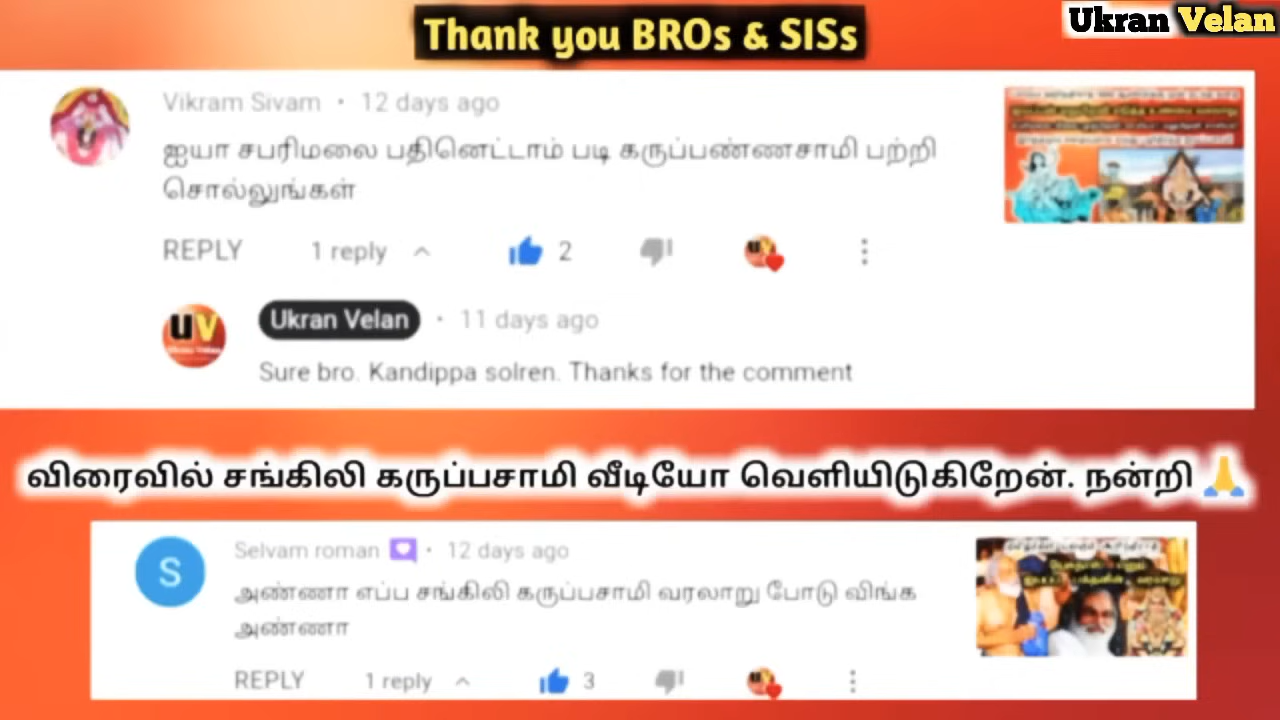 Thank you BROs & SISs
Ukran Velan
Vikram Sivam • 12 days ago
ஐயா சபரிமலை பதினெட்டாம் படி கருப்பண்ணசாமி பற்றி
சொல்லுங்கள்
REPLY 1 reply 2
UV
Ukran Velan • 11 days ago
Sure bro. Kandippa solren. Thanks for the comment
விரைவில் சங்கிலி கருப்பசாமி வீடியோ வெளியிடுகிறேன். நன்றி 🙏
S
Selvam roman • 12 days ago
அண்ணா எப்ப சங்கிலி கருப்பசாமி வரலாறு போடு விங்க
அண்ணா
REPLY 1 reply 3